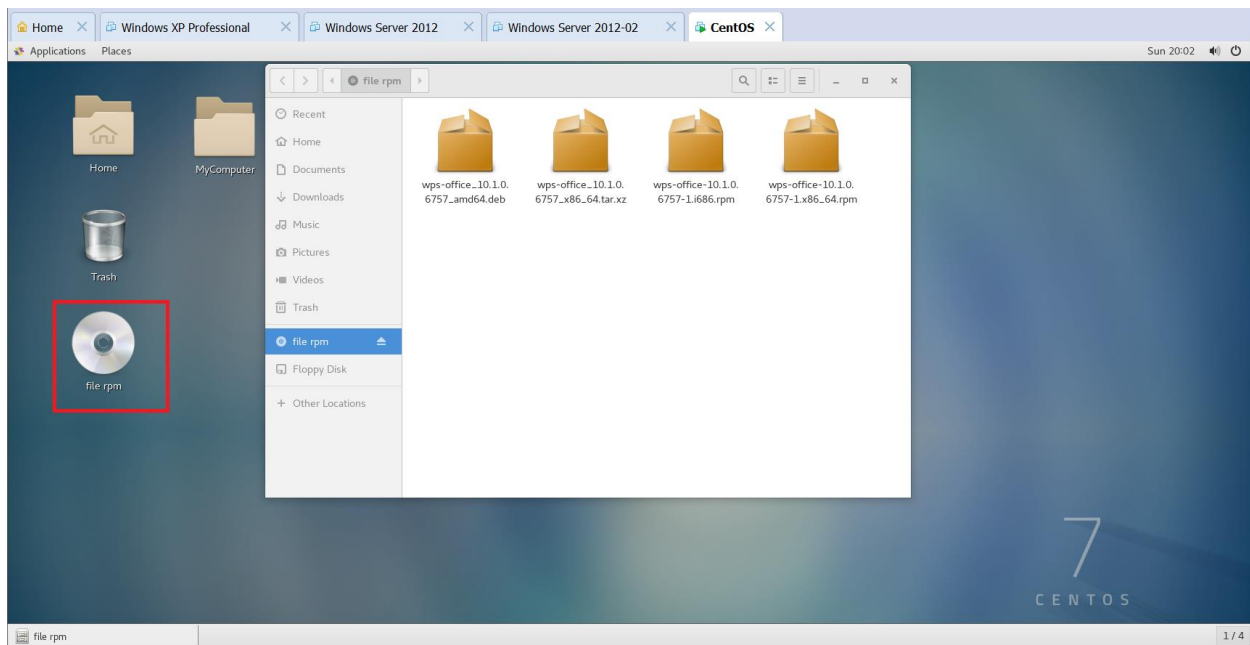 Home
Windows XP Professional
Windows Server 2012
Windows Server 2012-02
CentOS
Applications Places
Sun 20:02
file rpm
Home
MyComputer
Trash
file rpm
Recent
Home
Documents
Downloads
Music
Pictures
Videos
Trash
file rpm
Floppy Disk
+ Other Locations
wps-office_10.1.0.
6757_amd64.deb
wps-office_10.1.0.
6757_x86_64.tar.xz
wps-office-10.1.0.
6757-1.i686.rpm
wps-office-10.1.0.
6757-1.x86_64.rpm
7
CENTOS
file rpm
1 / 4